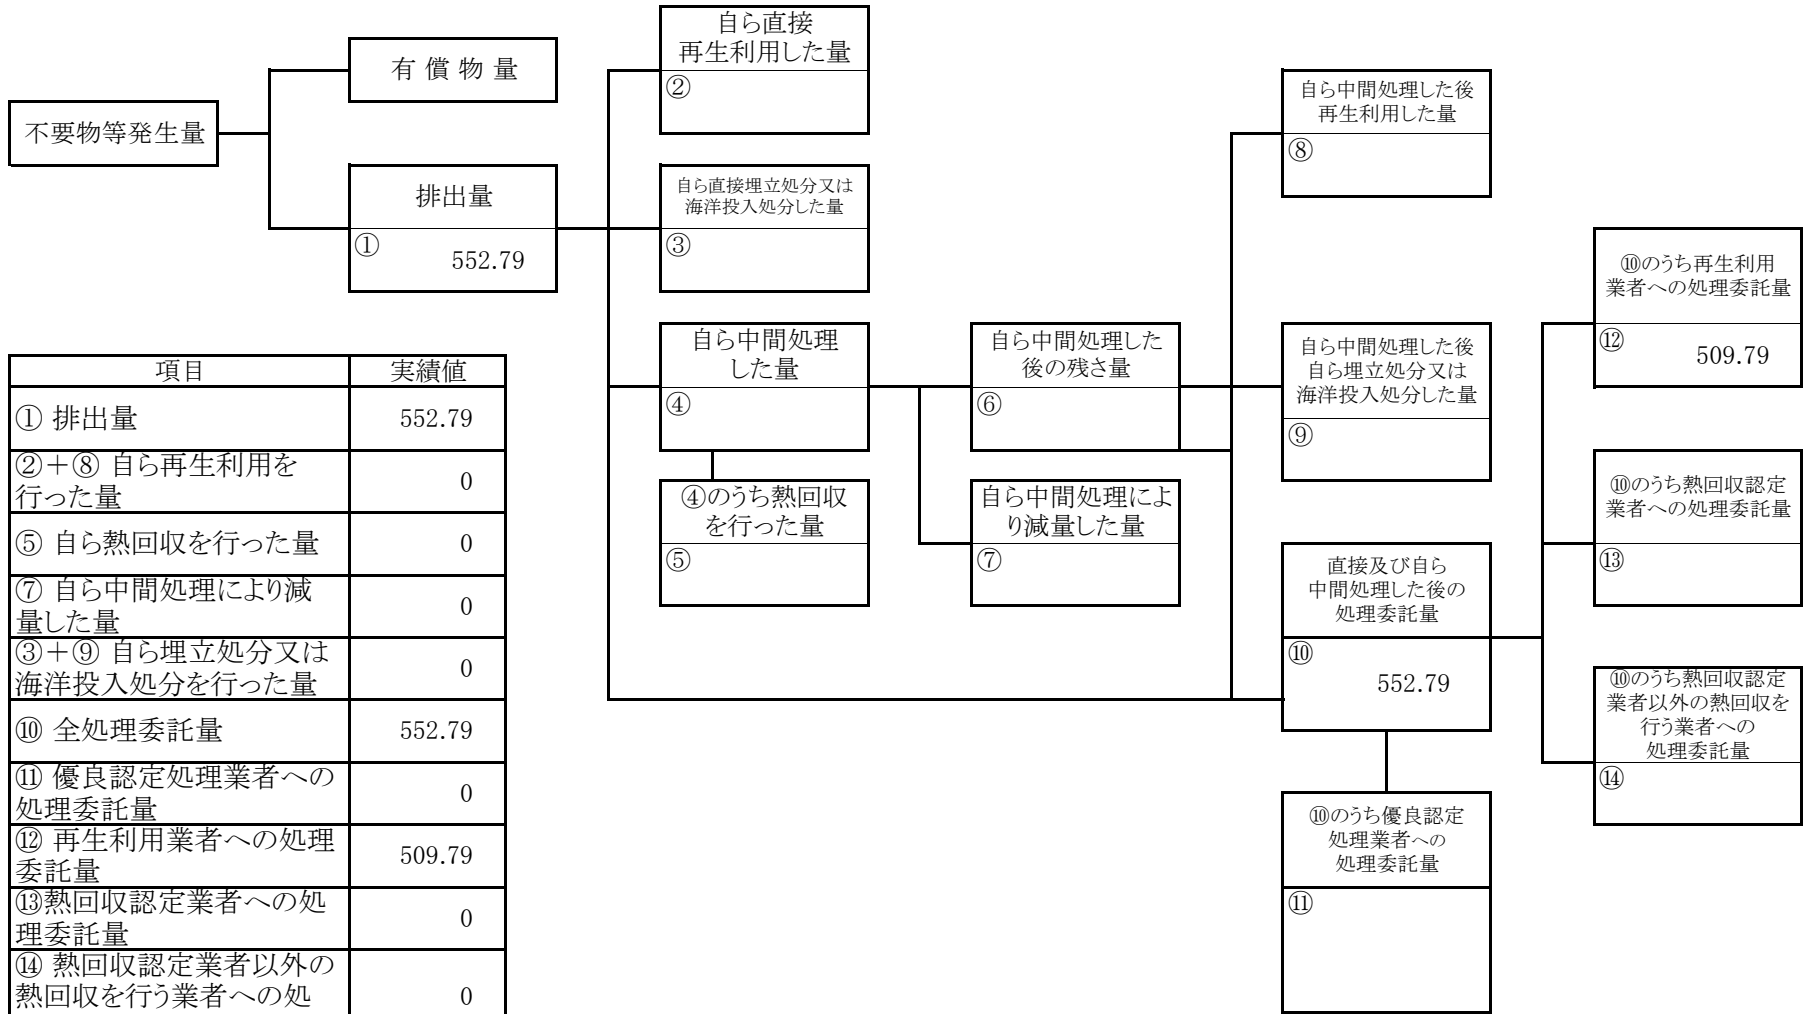 不要物等発生量
有 償 物 量
排出量
①
552.79
自ら直接
再生利用した量
②
自ら直接埋立処分又は
海洋投入処分した量
③
自ら中間処理
した量
④
④のうち熱回収
を行った量
⑤
自ら中間処理した
後の残さ量
⑥
自ら中間処理によ
り減量した量
⑦
自ら中間処理した後
再生利用した量
⑧
自ら中間処理した後
自ら埋立処分又は
海洋投入処分した量
⑨
直接及び自ら
中間処理した後の
処理委託量
⑩
552.79
⑩のうち優良認定
処理業者への
処理委託量
⑪
⑩のうち再生利用
業者への処理委託量
⑫
509.79
⑩のうち熱回収認定
業者への処理委託量
⑬
⑩のうち熱回収認定
業者以外の熱回収を
行う業者への
処理委託量
⑭
項目 実績値
① 排出量 552.79
②＋⑧ 自ら再生利用を
行った量 0
⑤ 自ら熱回収を行った量 0
⑦ 自ら中間処理により減
量した量 0
③＋⑨ 自ら埋立処分又は
海洋投入処分を行った量 0
⑩ 全処理委託量 552.79
⑪ 優良認定処理業者への
処理委託量 0
⑫ 再生利用業者への処理
委託量 509.79
⑬熱回収認定業者への処
理委託量 0
⑭ 熱回収認定業者以外の
熱回収を行う業者への処 0